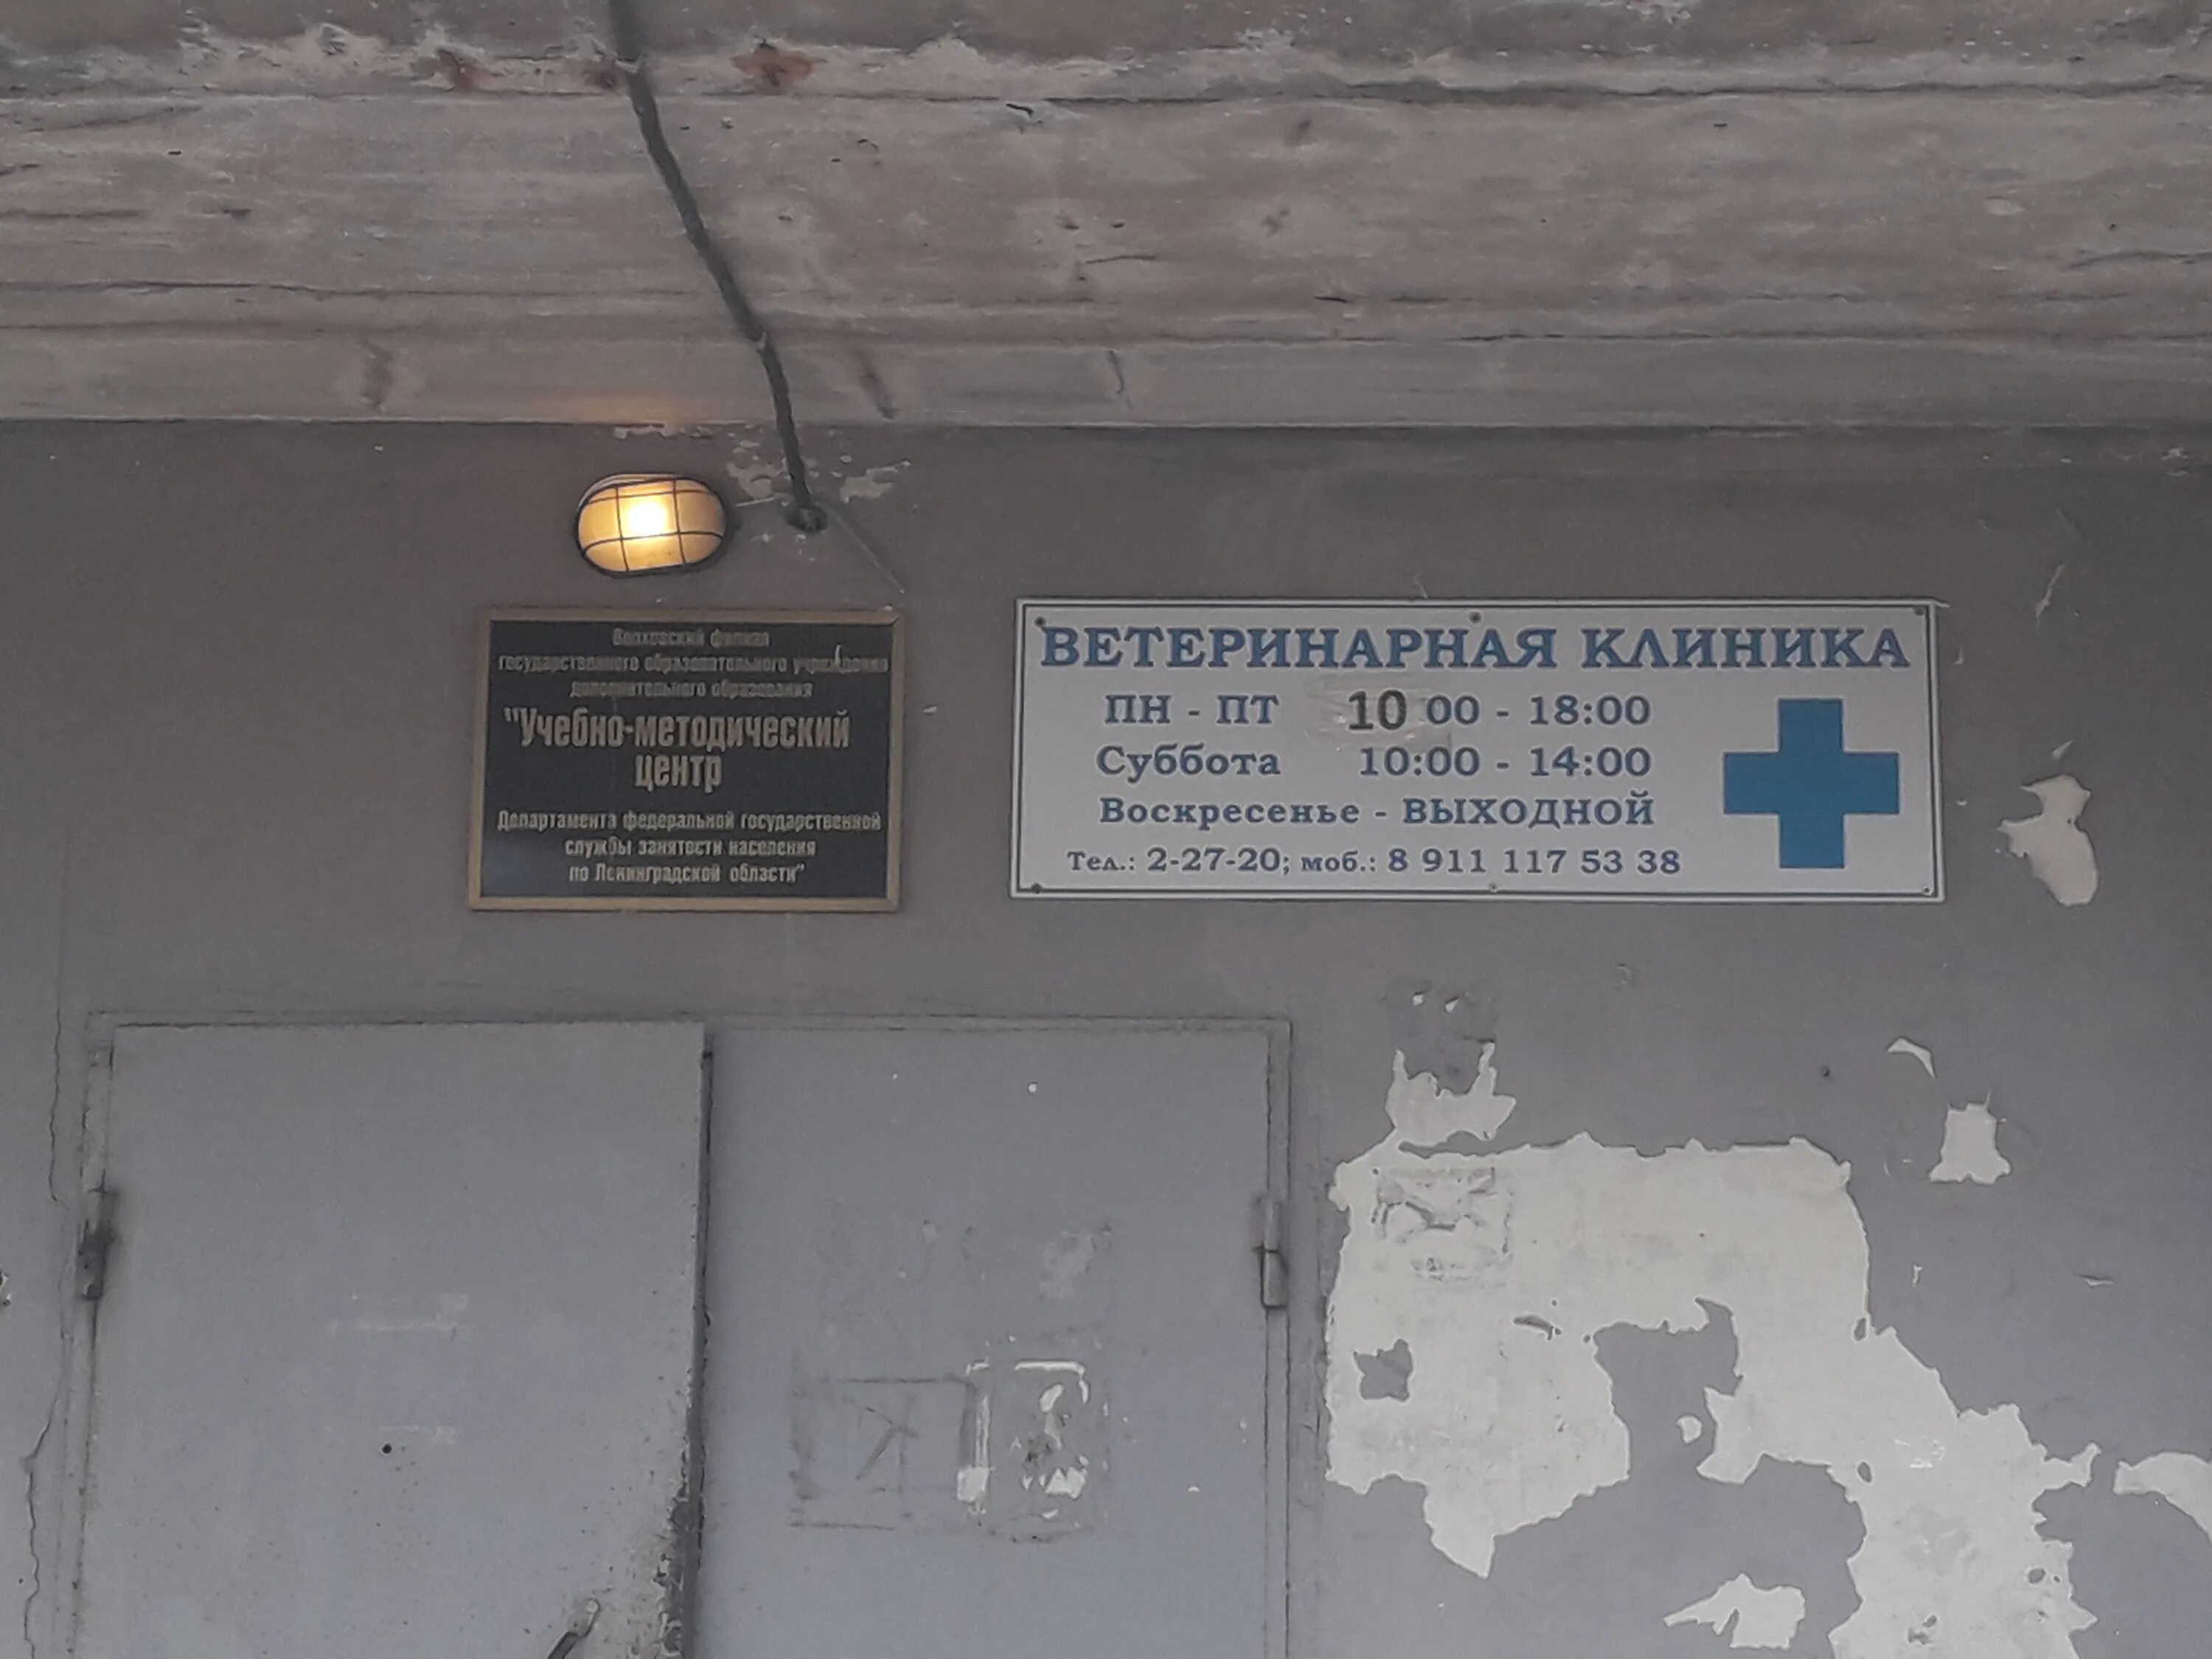 Волховский филиал
государственного образовательного учреждения
дополнительного образования
"Учебно-методический
центр
Департамента федеральной государственной
службы занятости населения
по Ленинградской области"
ВЕТЕРИНАРНАЯ КЛИНИКА
ПН - ПТ 10 00 - 18:00
Суббота 10:00 - 14:00
Воскресенье - ВЫХОДНОЙ
Тел.: 2-27-20; моб.: 8 911 117 53 38